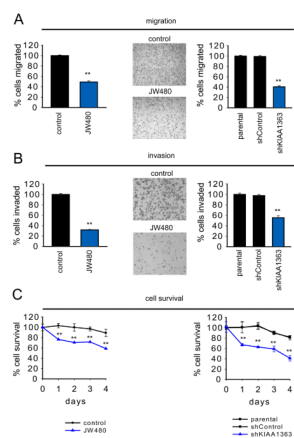 A
migration
% cells migrated
120
100
80
60
40
20
0
**
control
JW480
control
JW480
% cells migrated
120
100
80
60
40
20
0
**
parental
shControl
shKIAA1363
B
invasion
% cells invaded
120
100
80
60
40
20
0
**
control
JW480
control
JW480
% cells invaded
120
100
80
60
40
20
0
**
parental
shControl
shKIAA1363
C
cell survival
% cell survival
120
100
80
60
40
20
0
** ** ** **
0 1 2 3 4
days
control
JW480
% cell survival
120
100
80
60
40
20
0
** ** ** **
0 1 2 3 4
days
parental
shControl
shKIAA1363